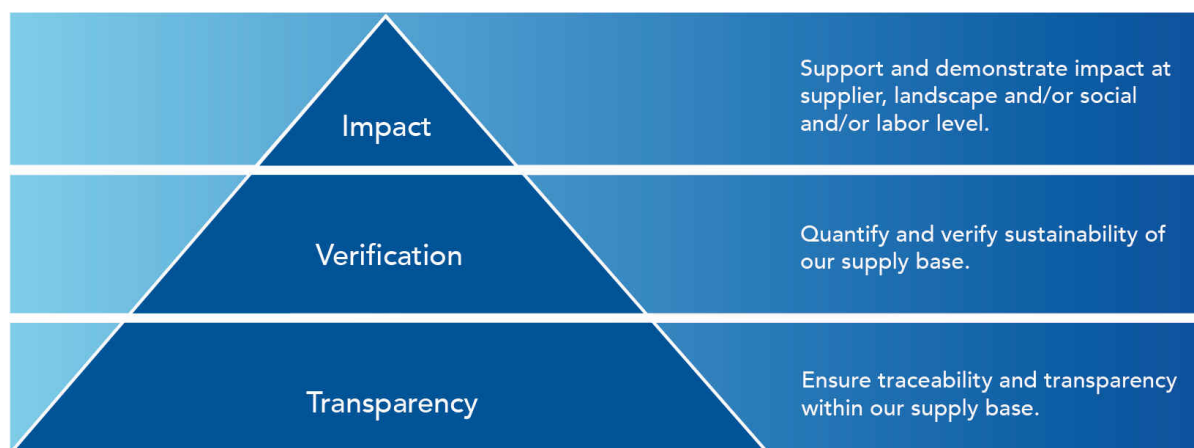 Impact
Support and demonstrate impact at
supplier, landscape and/or social
and/or labor level.
Verification
Quantify and verify sustainability of
our supply base.
Transparency
Ensure traceability and transparency
within our supply base.